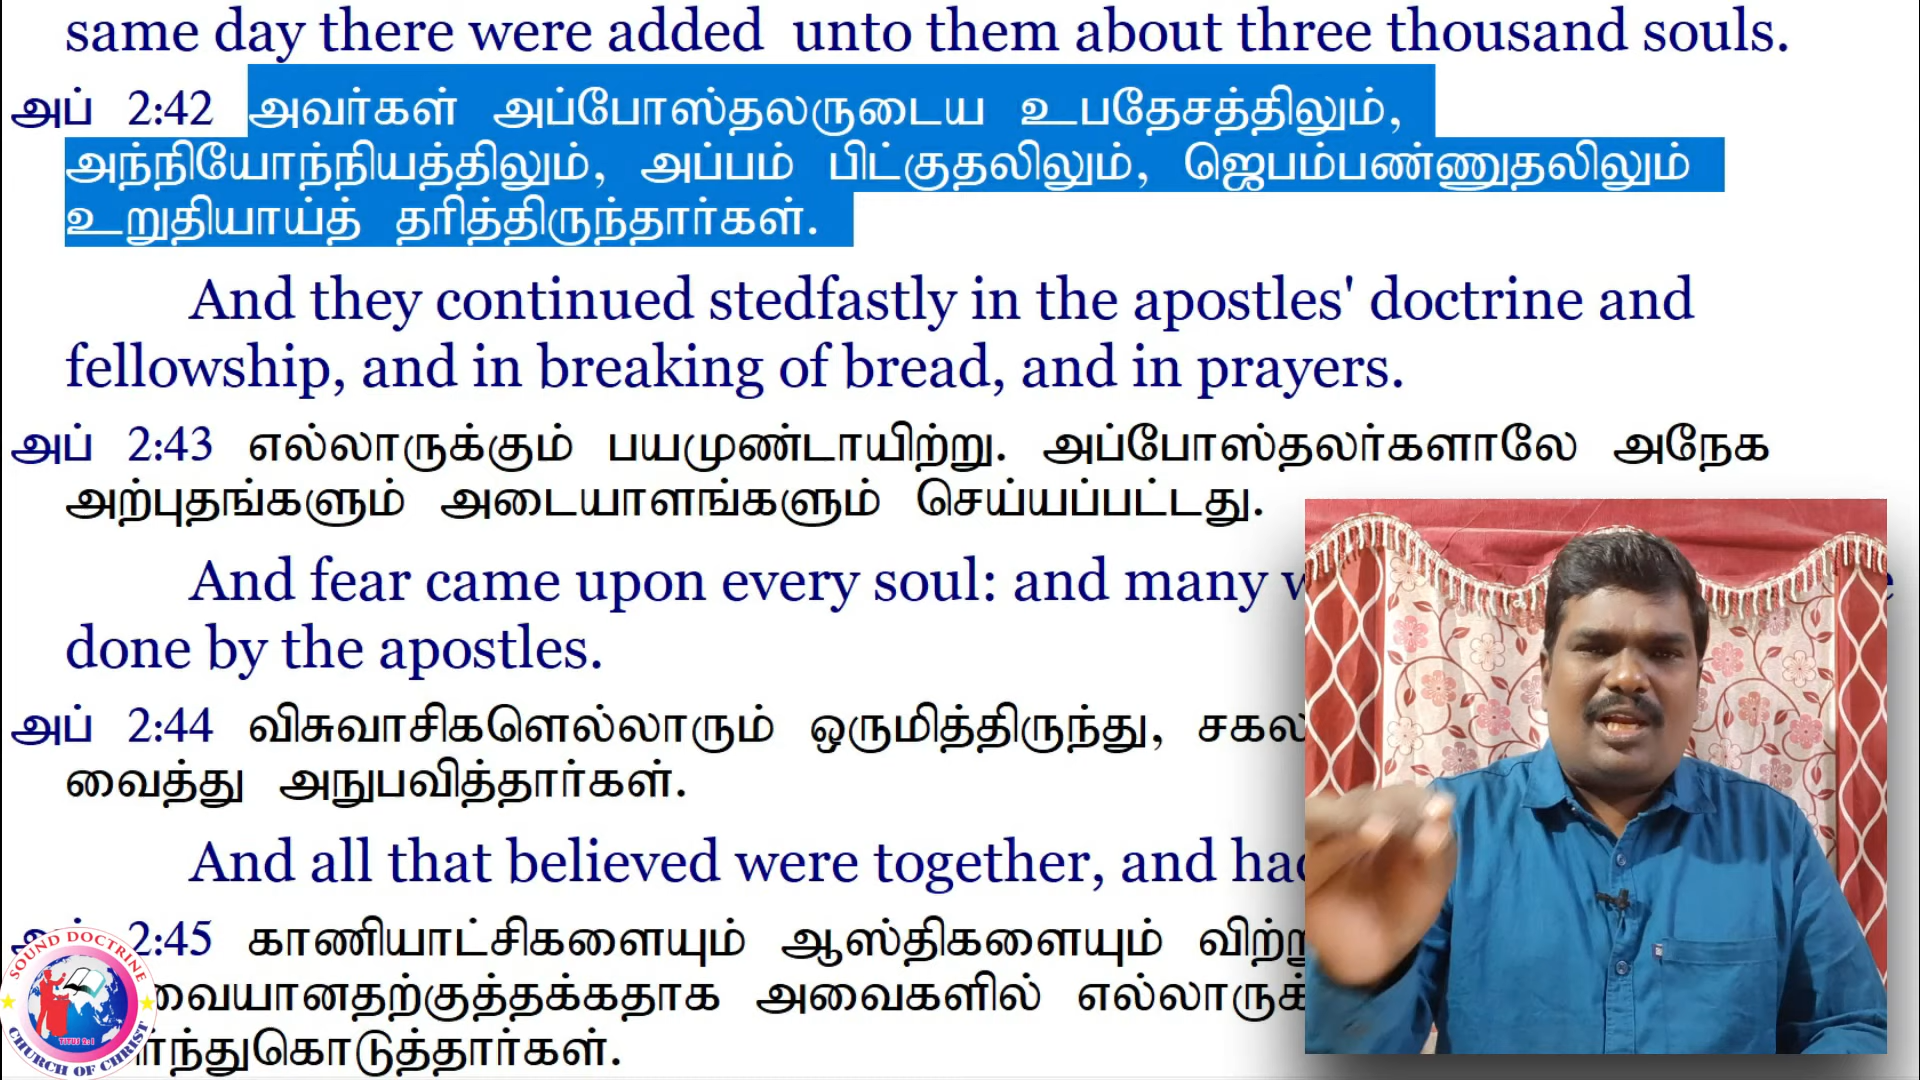 same day there were added unto them about three thousand souls.
அப் 2:42 அவர்கள் அப்போஸ்தலருடைய உபதேசத்திலும்,
அந்நியோந்நியத்திலும், அப்பம் பிட்குதலிலும், ஜெபம்பண்ணுதலிலும்
உறுதியாய்த் தரித்திருந்தார்கள்.
And they continued stedfastly in the apostles' doctrine and
fellowship, and in breaking of bread, and in prayers.
அப் 2:43 எல்லாருக்கும் பயமுண்டாயிற்று. அப்போஸ்தலர்களாலே அநேக
அற்புதங்களும் அடையாளங்களும் செய்யப்பட்டது.
And fear came upon every soul: and many
done by the apostles.
அப் 2:44 விசுவாசிகளெல்லாரும் ஒருமித்திருந்து,
வைத்து அநுபவித்தார்கள்.
And all that believed were together, and
2:45 காணியாட்சிகளையும் ஆஸ்திகளையும்
அவைகளில்
SOUND DOCTRINE
TITUS 2:1
CHURCH OF CHRIST